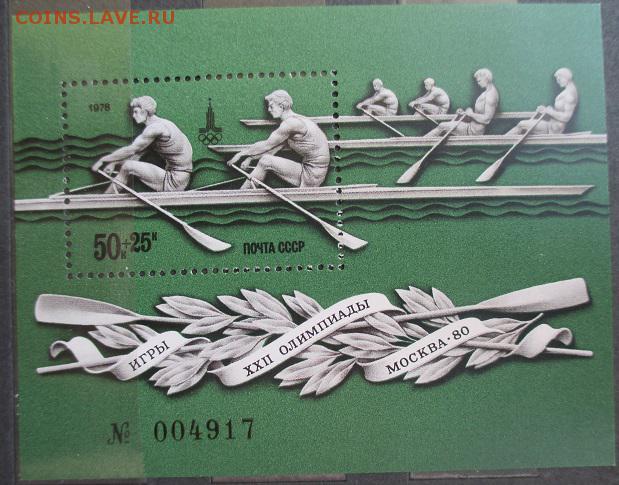 COINS.LAVE.RU
1978
50к+25к
ПОЧТА СССР
ИГРЫ
XXII ОЛИМПИАДЫ
МОСКВА·80
№ 004917